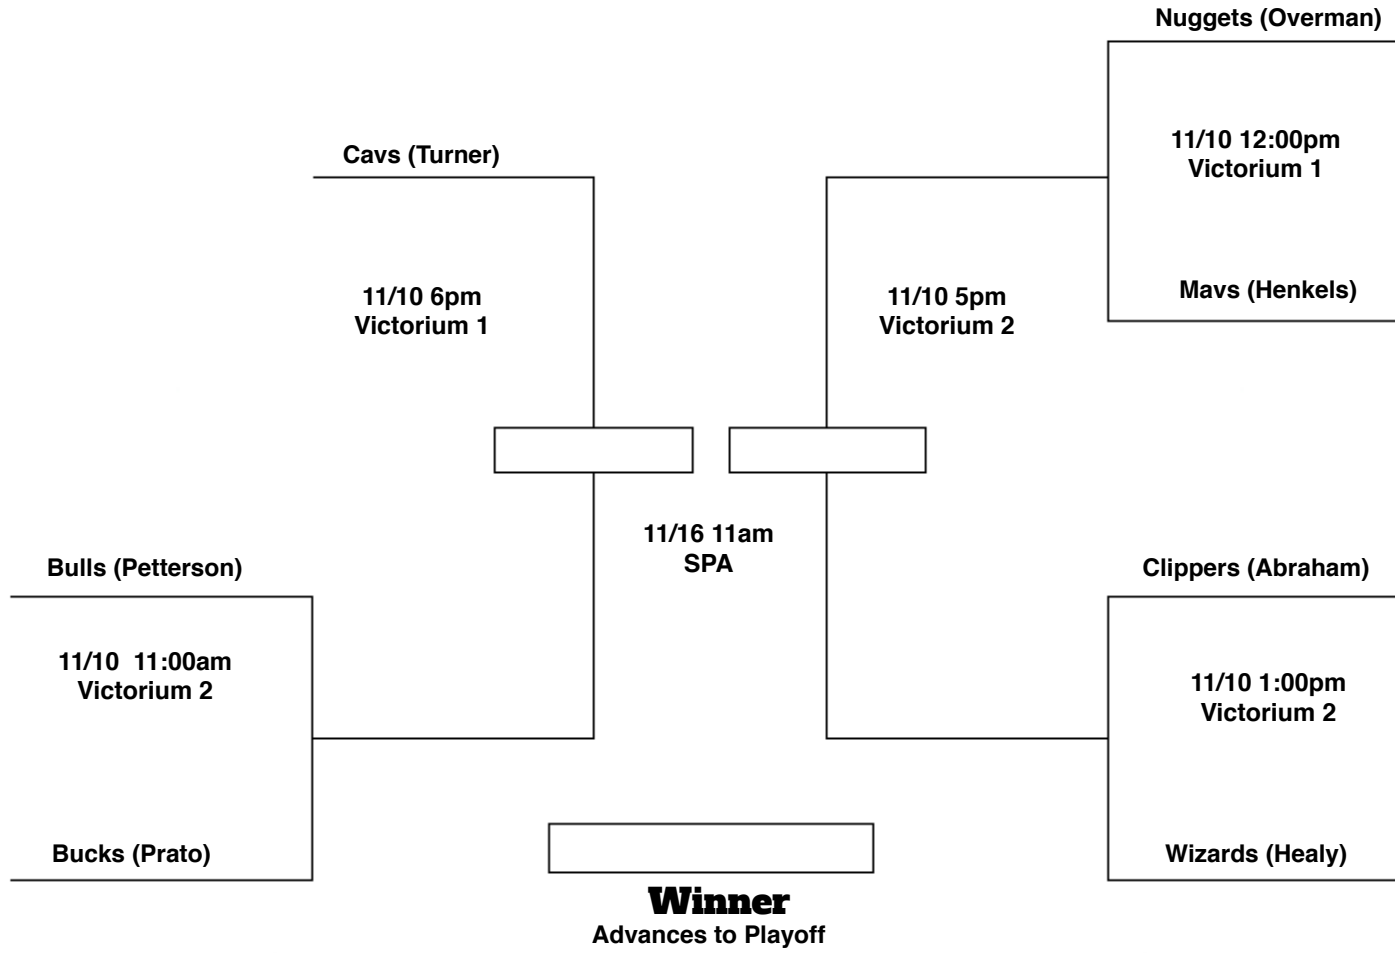 Nuggets (Overman)
11/10 12:00pm
Victorium 1
Cavs (Turner)
Mavs (Henkels)
11/10 6pm
Victorium 1
11/10 5pm
Victorium 2
11/16 11am
SPA
Bulls (Petterson)
Clippers (Abraham)
11/10  11:00am
Victorium 2
11/10 1:00pm
Victorium 2
Bucks (Prato)
Wizards (Healy)
Winner
Advances to Playoff